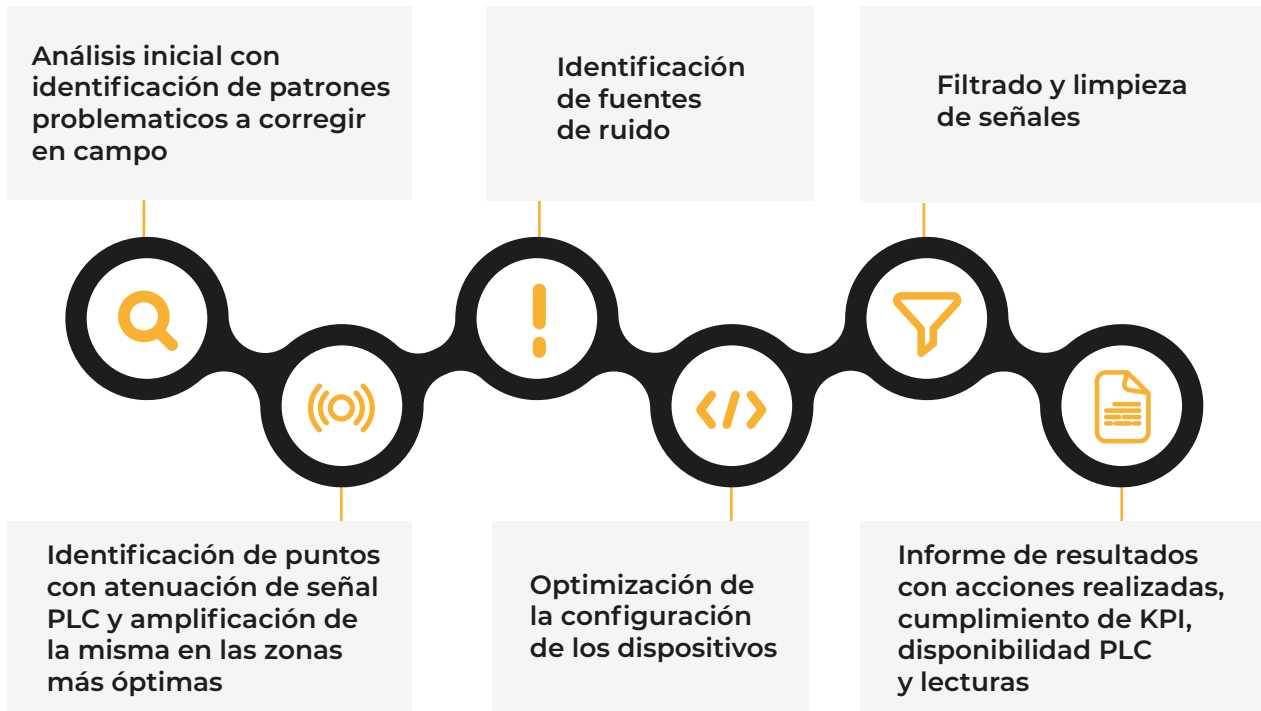 Análisis inicial con
identificación de patrones
problematicos a corregir
en campo
Identificación de puntos
con atenuación de señal
PLC y amplificación de
la misma en las zonas
más óptimas
Identificación
de fuentes
de ruido
Optimización de
la configuración
de los dispositivos
Filtrado y limpieza
de señales
Informe de resultados
con acciones realizadas,
cumplimiento de KPI,
disponibilidad PLC
y lecturas